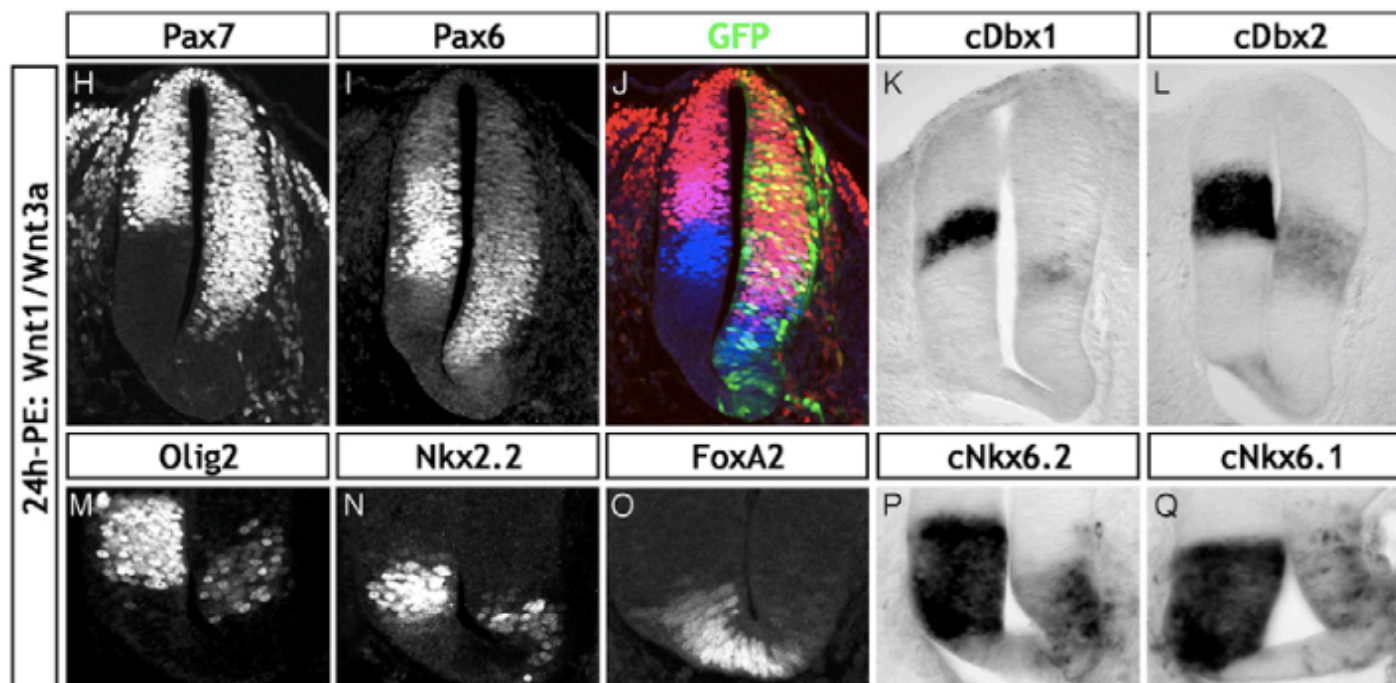 Pax7 Pax6 GFP cDbx1 cDbx2
24h-PE: Wnt1/Wnt3a
H I J K L
Olig2 Nkx2.2 FoxA2 cNkx6.2 cNkx6.1
M N O P Q